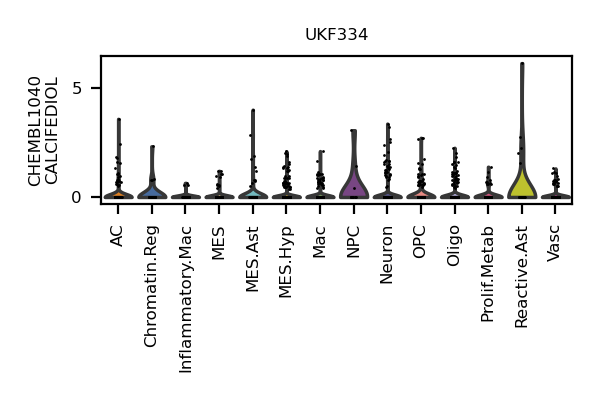 UKF334
CHEMBL1040
CALCIFEDIOL
5
0
AC
Chromatin.Reg
Inflammatory.Mac
MES
MES.Ast
MES.Hyp
Mac
NPC
Neuron
OPC
Oligo
Prolif.Metab
Reactive.Ast
Vasc